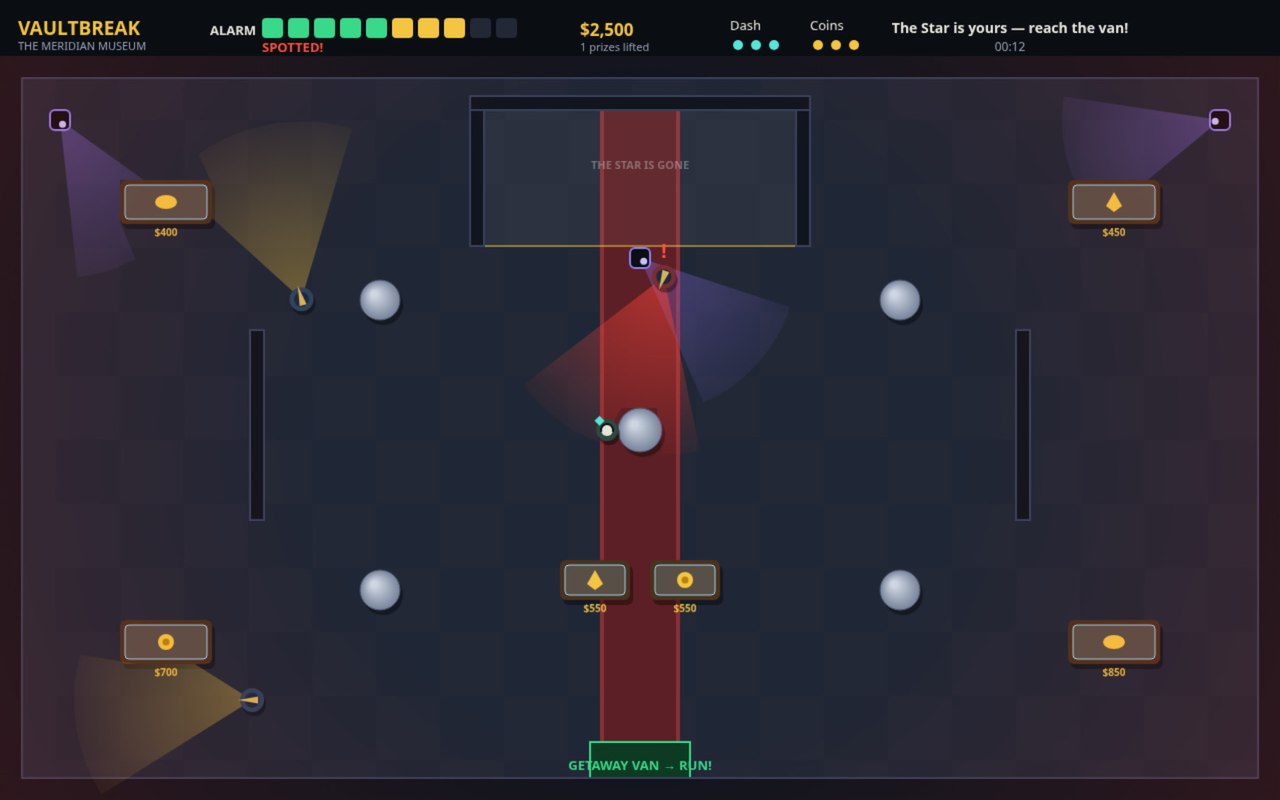 VAULTBREAK
THE MERIDIAN MUSEUM
ALARM
SPOTTED!
$2,500
1 prizes lifted
Dash
Coins
The Star is yours — reach the van!
00:12
THE STAR IS GONE
$400
$450
!
$550
$550
$700
$850
GETAWAY VAN → RUN!